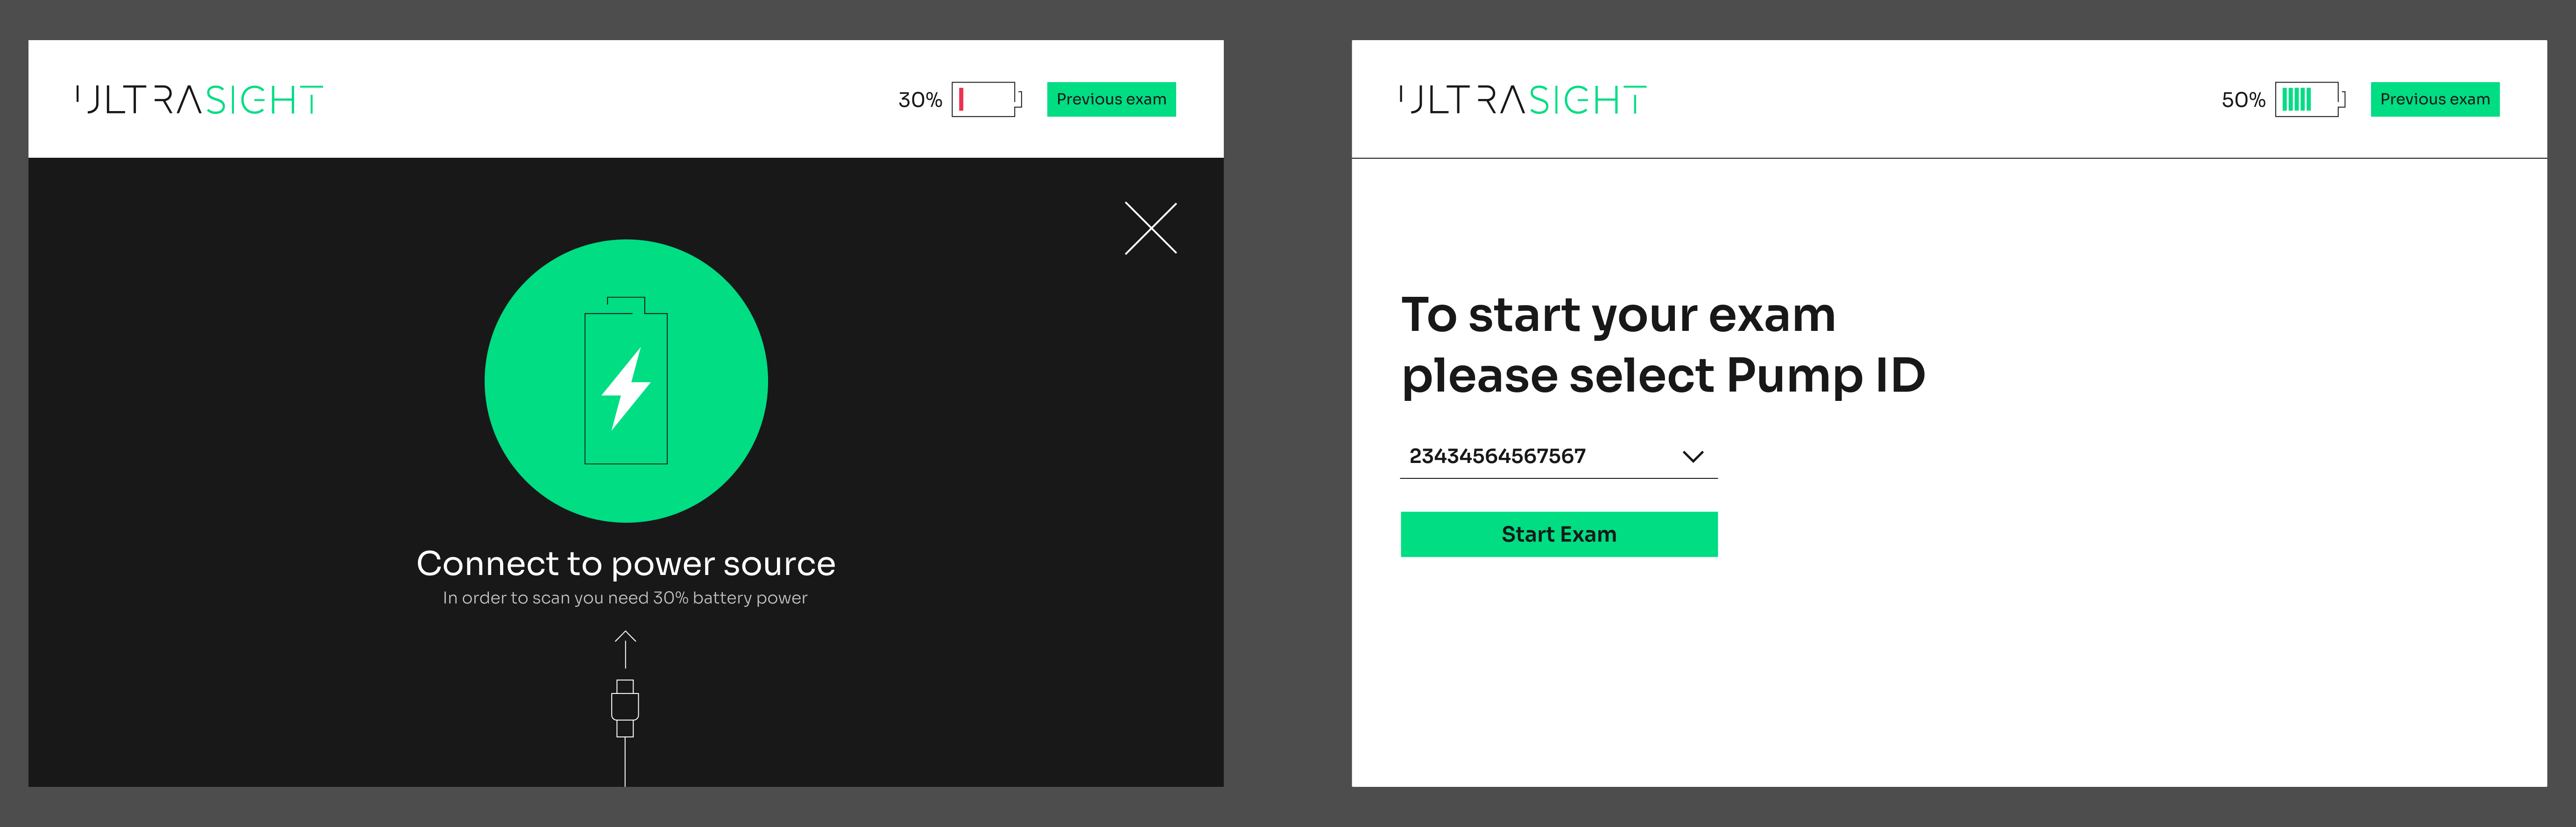 ULTRASIGHT
30%
Previous exam
Connect to power source
In order to scan you need 30% battery power
ULTRASIGHT
50%
Previous exam
To start your exam
please select Pump ID
23434564567567
Start Exam